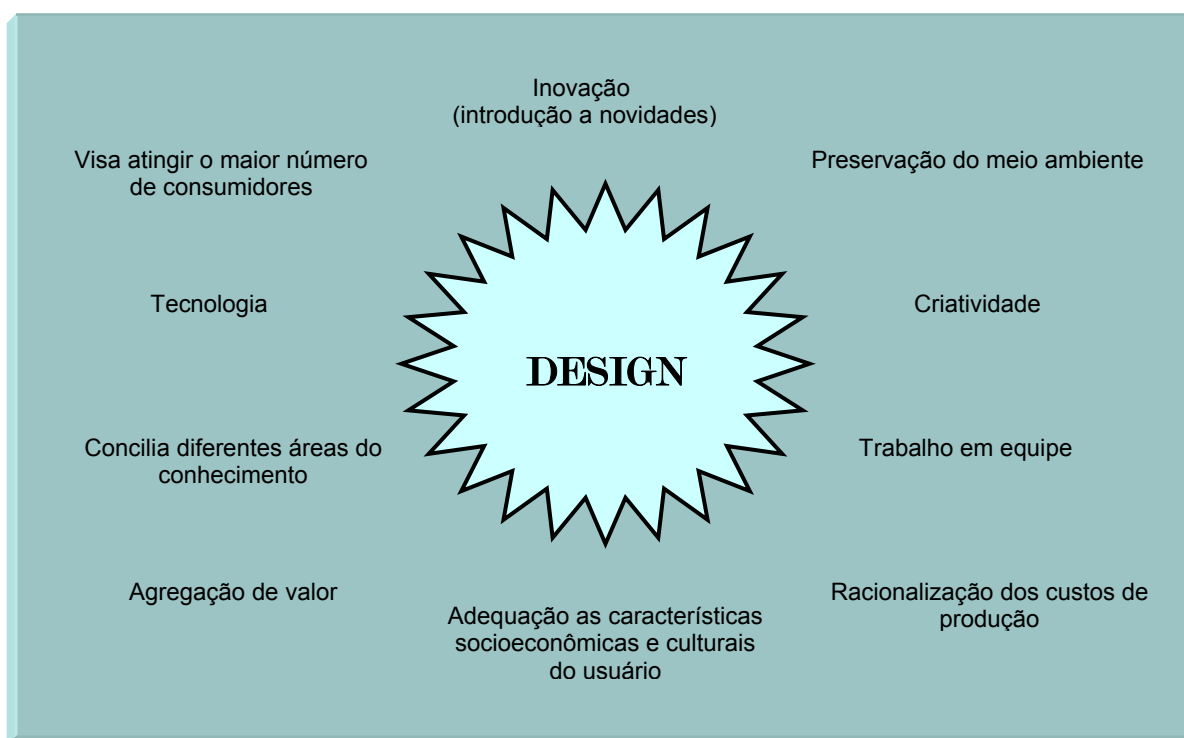 Inovação
(introdução a novidades)
Visa atingir o maior número
de consumidores
Preservação do meio ambiente
Tecnologia
Criatividade
DESIGN
Concilia diferentes áreas do
conhecimento
Trabalho em equipe
Agregação de valor
Racionalização dos custos de
produção
Adequação as características
socioeconômicas e culturais
do usuário